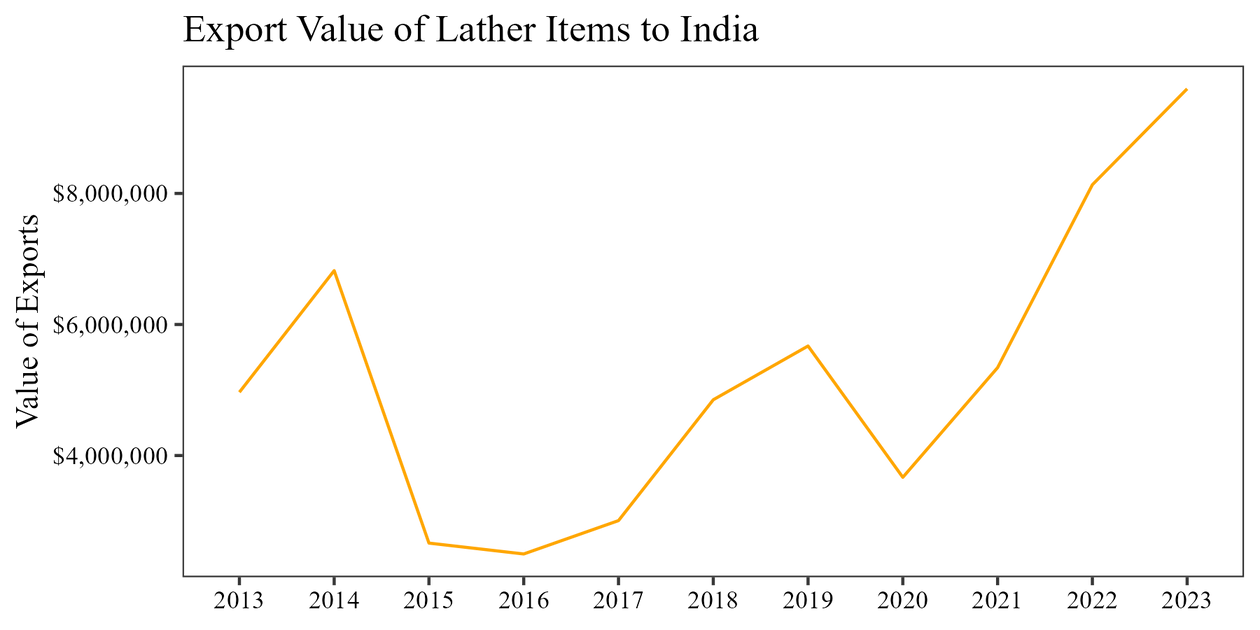 Export Value of Lather Items to India
Value of Exports
$8,000,000
$6,000,000
$4,000,000
2013 2014 2015 2016 2017 2018 2019 2020 2021 2022 2023